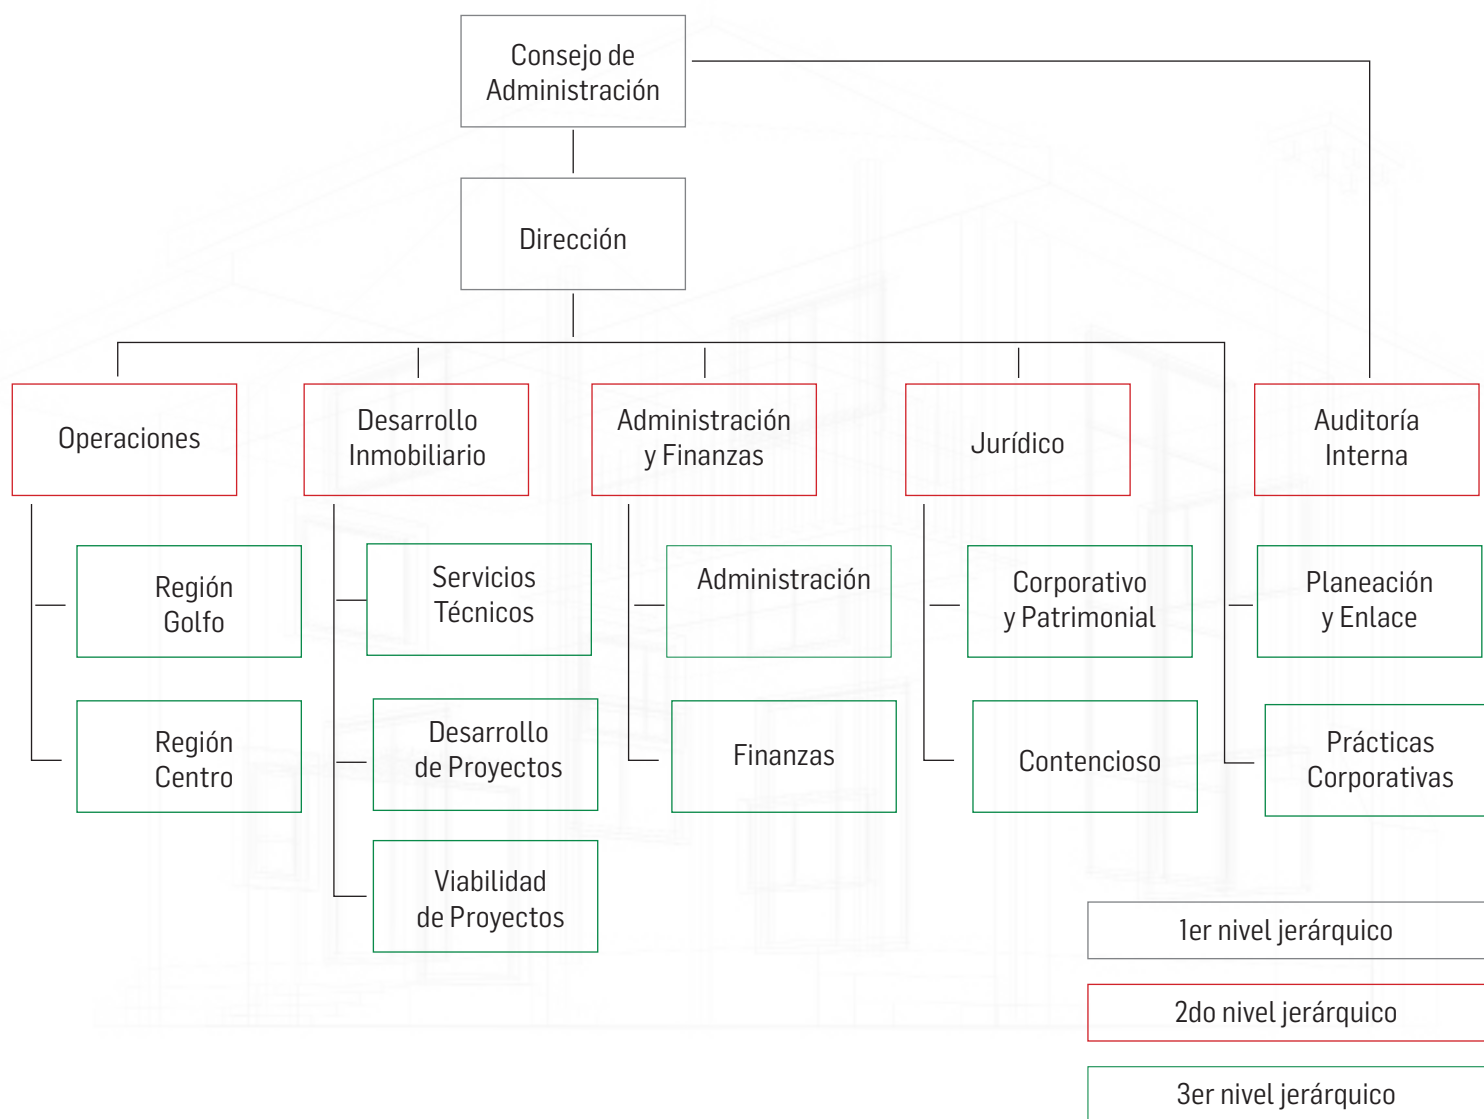 Consejo de
Administración
Dirección
Operaciones
Desarrollo
Inmobiliario
Administración
y Finanzas
Jurídico
Auditoría
Interna
Región
Golfo
Servicios
Técnicos
Administración
Corporativo
y Patrimonial
Planeación
y Enlace
Región
Centro
Desarrollo
de Proyectos
Finanzas
Contencioso
Prácticas
Corporativas
Viabilidad
de Proyectos
1er nivel jerárquico
2do nivel jerárquico
3er nivel jerárquico